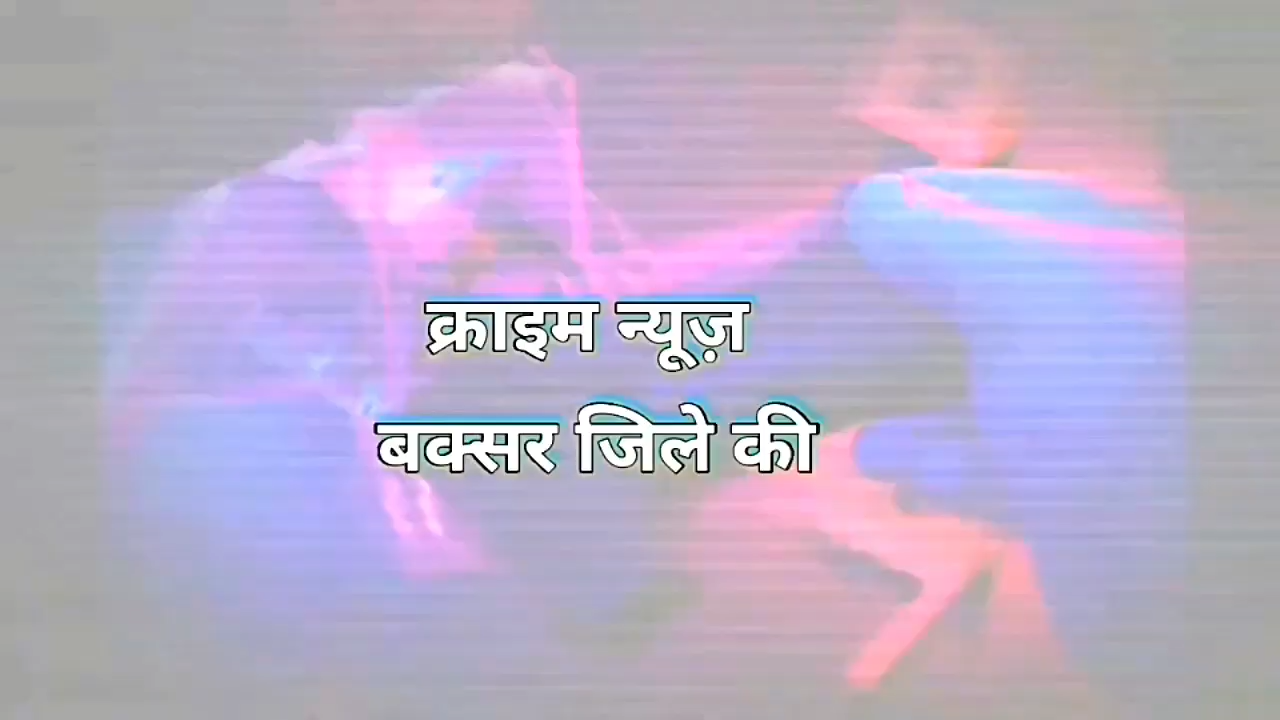 क्राइम न्यूज़
बक्सर जिले की